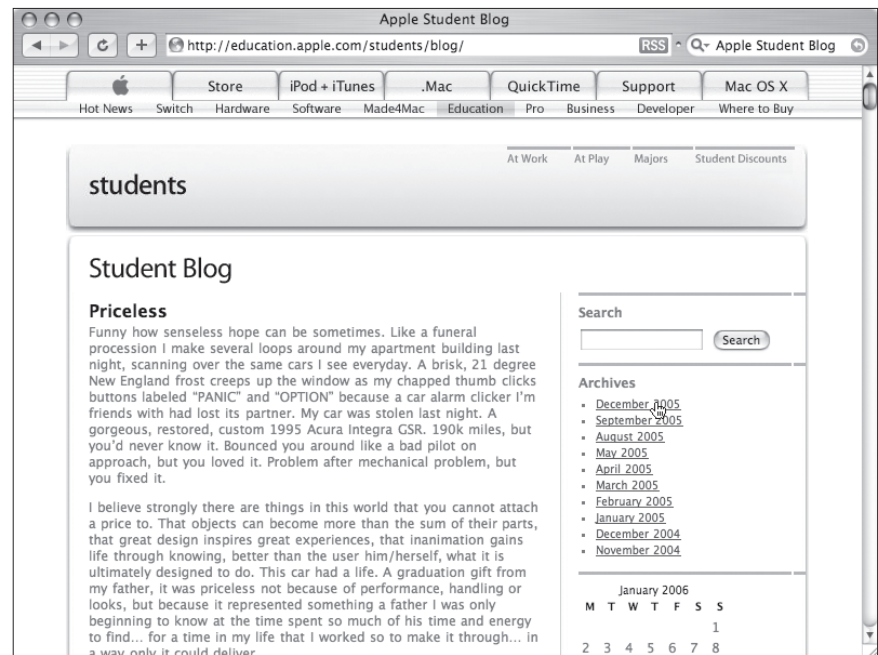 Apple Student Blog
http://education.apple.com/students/blog/
RSS
Apple Student Blog
Store
iPod + iTunes
.Mac
QuickTime
Support
Mac OS X
Hot News
Switch
Hardware
Software
Made4Mac
Education
Pro
Business
Developer
Where to Buy
At Work
At Play
Majors
Student Discounts
students
Student Blog
Priceless
Funny how senseless hope can be sometimes. Like a funeral
procession I make several loops around my apartment building last
night, scanning over the same cars I see everyday. A brisk, 21 degree
New England frost creeps up the window as my chapped thumb clicks
buttons labeled “PANIC” and “OPTION” because a car alarm clicker I’m
friends with had lost its partner. My car was stolen last night. A
gorgeous, restored, custom 1995 Acura Integra GSR. 190k miles, but
you’d never know it. Bounced you around like a bad pilot on
approach, but you loved it. Problem after mechanical problem, but
you fixed it.
I believe strongly there are things in this world that you cannot attach
a price to. That objects can become more than the sum of their parts,
that great design inspires great experiences, that inanimation gains
life through knowing, better than the user him/herself, what it is
ultimately designed to do. This car had a life. A graduation gift from
my father, it was priceless not because of performance, handling or
looks, but because it represented something a father I was only
beginning to know at the time spent so much of his time and energy
to find... for a time in my life that I worked so to make it through... in
a way only it could deliver.
Search
Search
Archives
December 2005
September 2005
August 2005
May 2005
April 2005
March 2005
February 2005
January 2005
December 2004
November 2004
January 2006
M T W T F S S
1
2 3 4 5 6 7 8